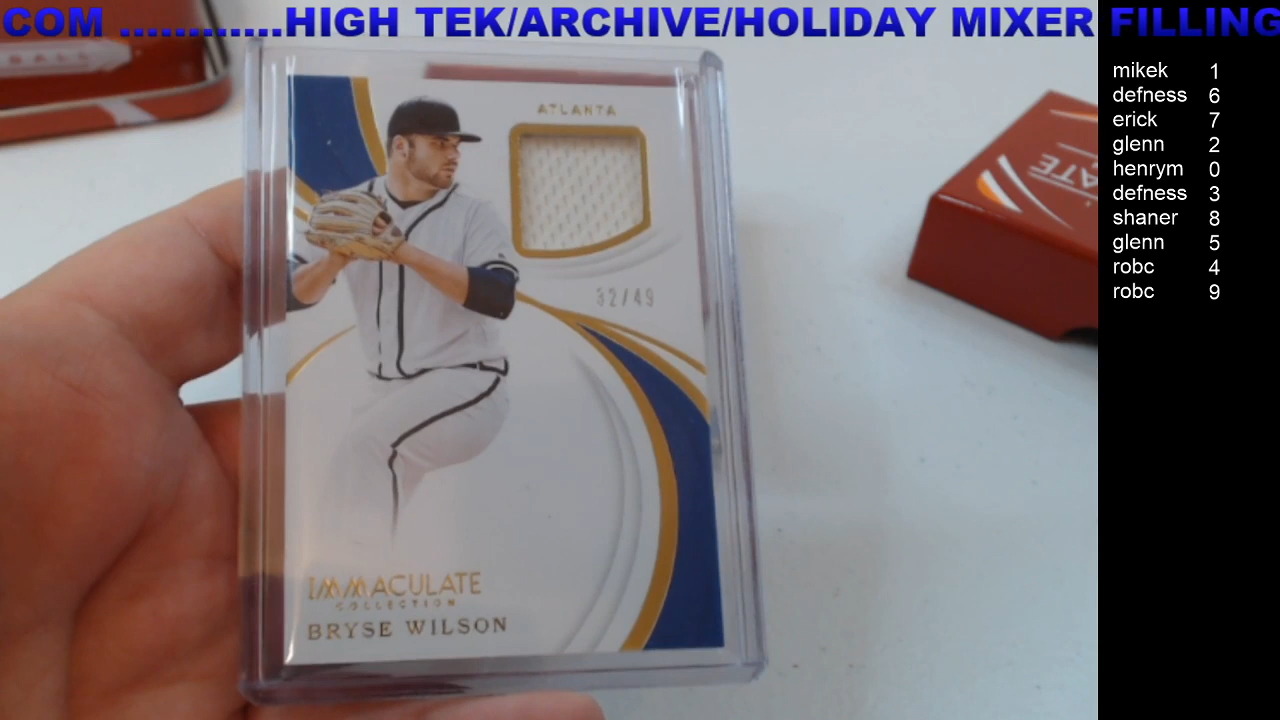 COM ............HIGH TEK/ARCHIVE/HOLIDAY MIXER FILLING
BALL
ATLANTA
32/49
IMMACULATE
COLLECTION
BRYSE WILSON
mikek 1
defness 6
erick 7
glenn 2
henrym 0
defness 3
shaner 8
glenn 5
robc 4
robc 9